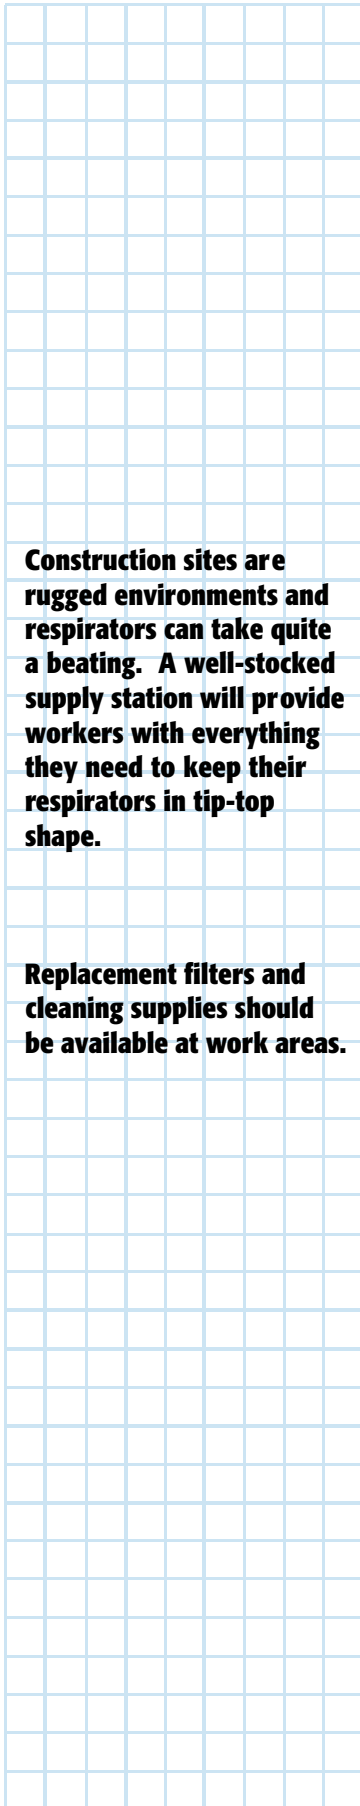 Construction sites are
rugged environments and
respirators can take quite
a beating.  A well-stocked
supply station will provide
workers with everything
they need to keep their
respirators in tip-top
shape.
Replacement filters and
cleaning supplies should
be available at work areas.